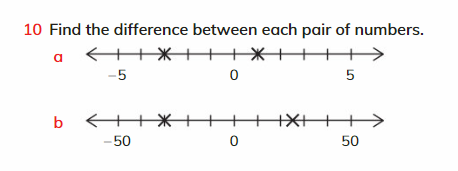 10 Find the difference between each pair of numbers.
a
–5 0 5
b
–50 0 50